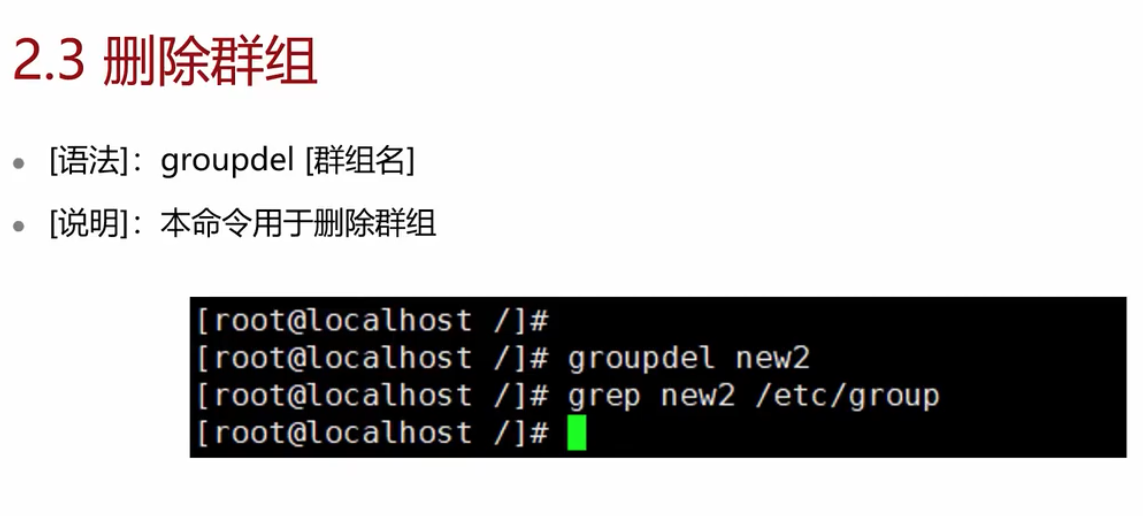 2.3 删除群组
[语法]：groupdel [群组名]
[说明]：本命令用于删除群组
[root@localhost /]#
[root@localhost /]# groupdel new2
[root@localhost /]# grep new2 /etc/group
[root@localhost /]#